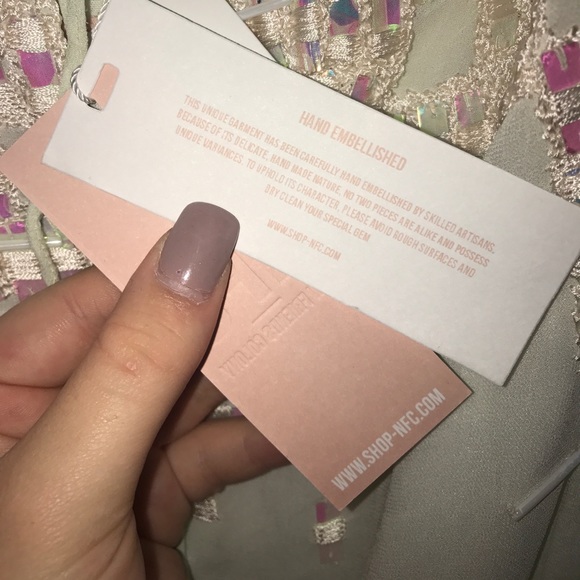 HAND EMBELLISHED
THIS UNIQUE GARMENT HAS BEEN CAREFULLY HAND EMBELLISHED BY SKILLED ARTISANS.
BECAUSE OF ITS DELICATE, HAND MADE NATURE, NO TWO PIECES ARE ALIKE AND POSSESS
UNIQUE VARIANCES. TO UPHOLD ITS CHARACTER, PLEASE AVOID ROUGH SURFACES AND
DRY CLEAN YOUR SPECIAL GEM
WWW.SHOP-NFC.COM
WWW.SHOP-NFC.COM